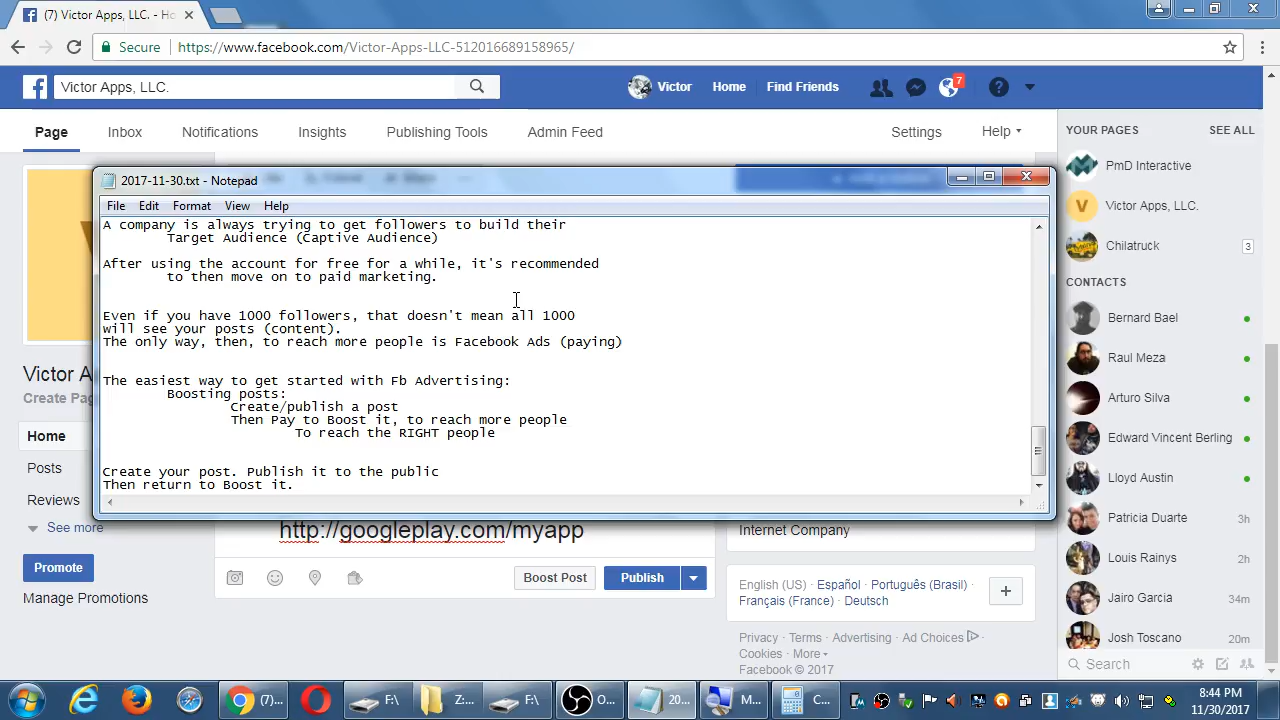 (7) Victor Apps, LLC. - Ho
Secure
https://www.facebook.com/Victor-Apps-LLC-512016689158965/
Victor Apps, LLC.
Victor
Home
Find Friends
7
Page
Inbox
Notifications
Insights
Publishing Tools
Admin Feed
Settings
Help
YOUR PAGES
SEE ALL
PmD Interactive
Victor Apps, LLC.
Chilatruck
3
CONTACTS
Bernard Bael
Raul Meza
Arturo Silva
Edward Vincent Berling
Lloyd Austin
Patricia Duarte
3h
Louis Rainys
2h
Jairo Garcia
34m
Josh Toscano
20m
Search
2017-11-30.txt - Notepad
File Edit Format View Help
A company is always trying to get followers to build their
Target Audience (Captive Audience)
After using the account for free for a while, it's recommended
to then move on to paid marketing.
Even if you have 1000 followers, that doesn't mean all 1000
will see your posts (content).
The only way, then, to reach more people is Facebook Ads (paying)
The easiest way to get started with Fb Advertising:
Boosting posts:
Create/publish a post
Then Pay to Boost it, to reach more people
To reach the RIGHT people
Create your post. Publish it to the public
Then return to Boost it.
Victor A
Create Pag
Home
Posts
Reviews
See more
Promote
Manage Promotions
http://googleplay.com/myapp
Boost Post
Publish
Internet Company
English (US) · Español · Português (Brasil) ·
Français (France) · Deutsch
Privacy · Terms · Advertising · Ad Choices ·
Cookies · More
Facebook © 2017
(7)...
F:\
Z:...
F:\
O...
20...
M...
C...
8:44 PM
11/30/2017